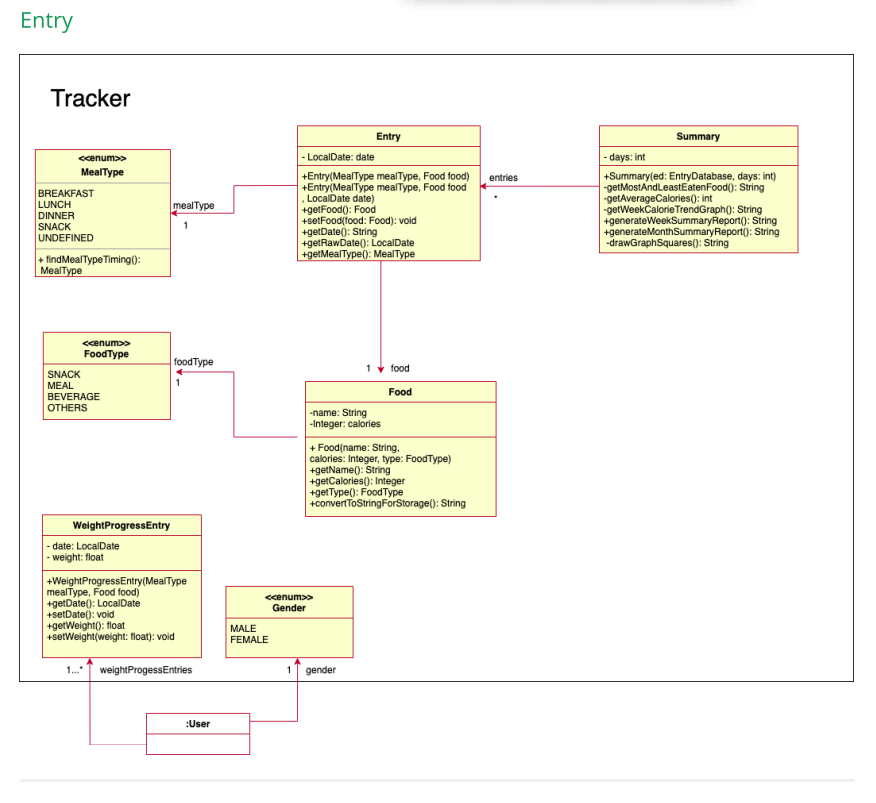 Entry
Tracker
<<enum>>
MealType
BREAKFAST
LUNCH
DINNER
SNACK
UNDEFINED
+ findMealTypeTiming():
MealType
mealType
1
Entry
- LocalDate: date
+Entry(MealType mealType, Food food)
+Entry(MealType mealType, Food food
, LocalDate date)
+getFood(): Food
+setFood(food: Food): void
+getDate(): String
+getRawDate(): LocalDate
+getMealType(): MealType
entries
*
Summary
- days: int
+Summary(ed: EntryDatabase, days: int)
-getMostAndLeastEatenFood(): String
-getAverageCalories(): int
-getWeekCalorieTrendGraph(): String
+generateWeekSummaryReport(): String
+generateMonthSummaryReport(): String
-drawGraphSquares(): String
<<enum>>
FoodType
SNACK
MEAL
BEVERAGE
OTHERS
foodType
1
1 food
Food
-name: String
-Integer: calories
+ Food(name: String,
calories: Integer, type: FoodType)
+getName(): String
+getCalories(): Integer
+getType(): FoodType
+convertToStringForStorage(): String
WeightProgressEntry
- date: LocalDate
- weight: float
+WeightProgressEntry(MealType
mealType, Food food)
+getDate(): LocalDate
+setDate(): void
+getWeight(): float
+setWeight(weight: float): void
<<enum>>
Gender
MALE
FEMALE
1...* weightProgessEntries
1 gender
:User